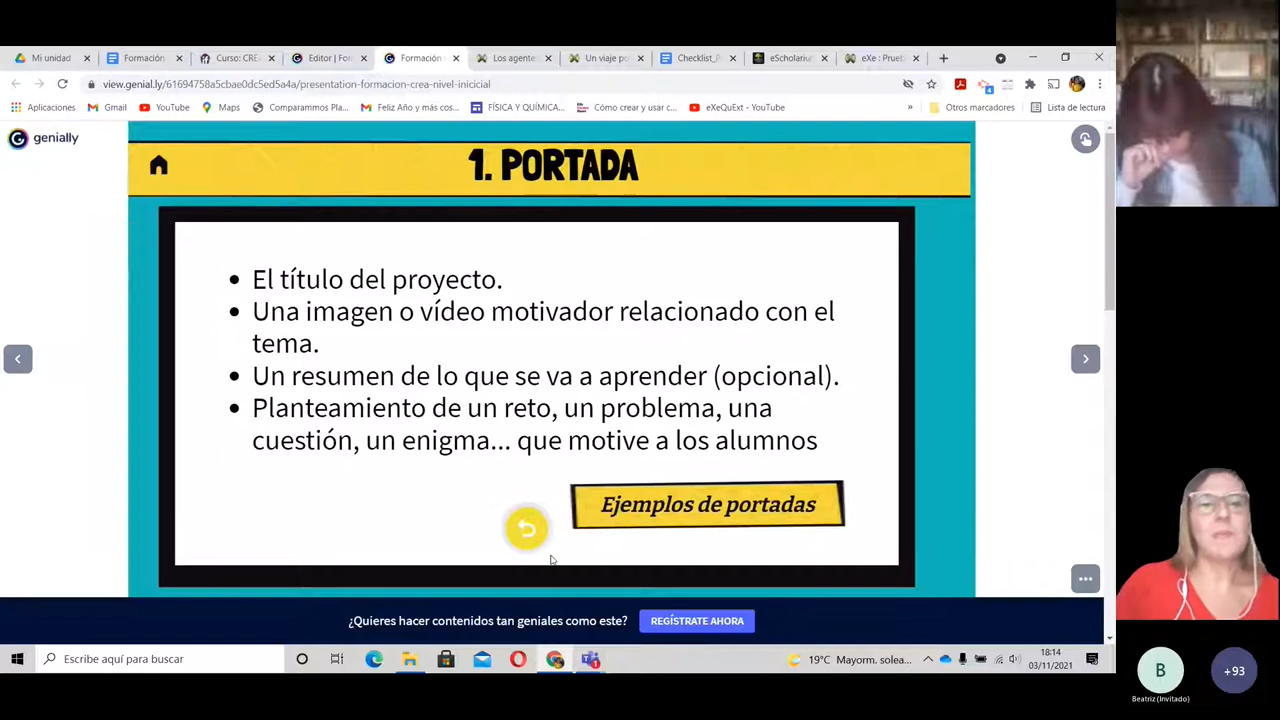 Mi unidad
Formación
Curso: CRE
Editor | For
Formación
Los agente
Un viaje po
Checklist_P
eScholariu
eXe : Prueb
view.genial.ly/61694758a5cbae0dc5ed5a4a/presentation-formacion-crea-nivel-inicicial
Aplicaciones
Gmail
YouTube
Maps
Comparammos Plan...
Feliz Año y más cos...
FÍSICA Y QUÍMICA...
Cómo crear y usar c...
eXeQuExt - YouTube
»
Otros marcadores
Lista de lectura
genially
1. PORTADA
• El título del proyecto.
• Una imagen o vídeo motivador relacionado con el
tema.
• Un resumen de lo que se va a aprender (opcional).
• Planteamiento de un reto, un problema, una
cuestión, un enigma... que motive a los alumnos
Ejemplos de portadas
¿Quieres hacer contenidos tan geniales como este?
REGÍSTRATE AHORA
Escribe aquí para buscar
19°C Mayorm. solea...
18:14
03/11/2021
B
Beatriz (Invitado)
+93